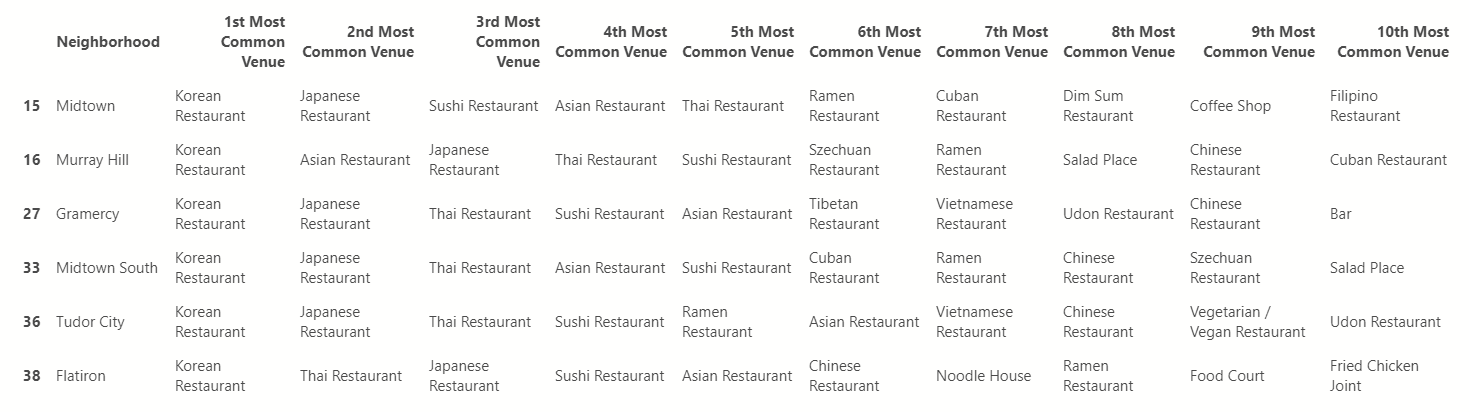 Neighborhood 1st Most Common Venue 2nd Most Common Venue 3rd Most Common Venue 4th Most Common Venue 5th Most Common Venue 6th Most Common Venue 7th Most Common Venue 8th Most Common Venue 9th Most Common Venue 10th Most Common Venue
15 Midtown Korean Restaurant Japanese Restaurant Sushi Restaurant Asian Restaurant Thai Restaurant Ramen Restaurant Cuban Restaurant Dim Sum Restaurant Coffee Shop Filipino Restaurant
16 Murray Hill Korean Restaurant Asian Restaurant Japanese Restaurant Thai Restaurant Sushi Restaurant Szechuan Restaurant Ramen Restaurant Salad Place Chinese Restaurant Cuban Restaurant
27 Gramercy Korean Restaurant Japanese Restaurant Thai Restaurant Sushi Restaurant Asian Restaurant Tibetan Restaurant Vietnamese Restaurant Udon Restaurant Chinese Restaurant Bar
33 Midtown South Korean Restaurant Japanese Restaurant Thai Restaurant Asian Restaurant Sushi Restaurant Cuban Restaurant Ramen Restaurant Chinese Restaurant Szechuan Restaurant Salad Place
36 Tudor City Korean Restaurant Japanese Restaurant Thai Restaurant Sushi Restaurant Ramen Restaurant Asian Restaurant Vietnamese Restaurant Chinese Restaurant Vegetarian / Vegan Restaurant Udon Restaurant
38 Flatiron Korean Restaurant Thai Restaurant Japanese Restaurant Sushi Restaurant Asian Restaurant Chinese Restaurant Noodle House Ramen Restaurant Food Court Fried Chicken Joint